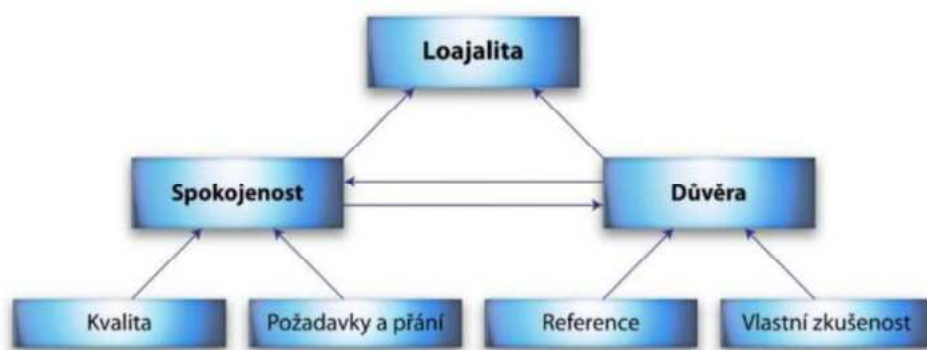 Loajalita
Spokojenost
Důvěra
Kvalita
Požadavky a přání
Reference
Vlastní zkušenost